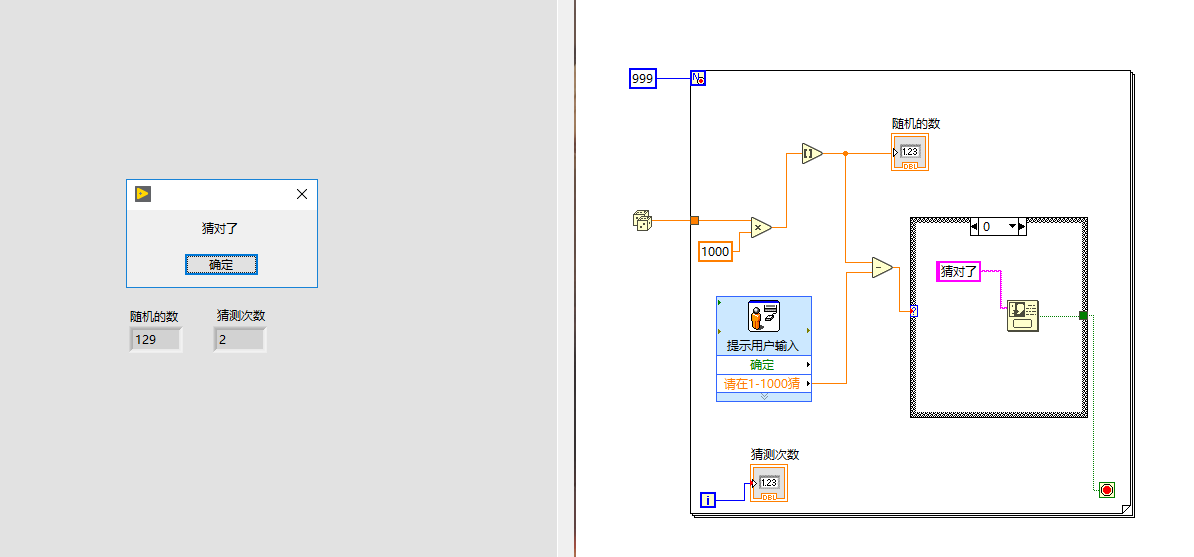 猜对了
确定
随机的数
猜测次数
129
2
999
N
随机的数
1.23
DBL
1000
0
猜对了
提示用户输入
确定
请在1-1000猜
猜测次数
1.23
DBL
i